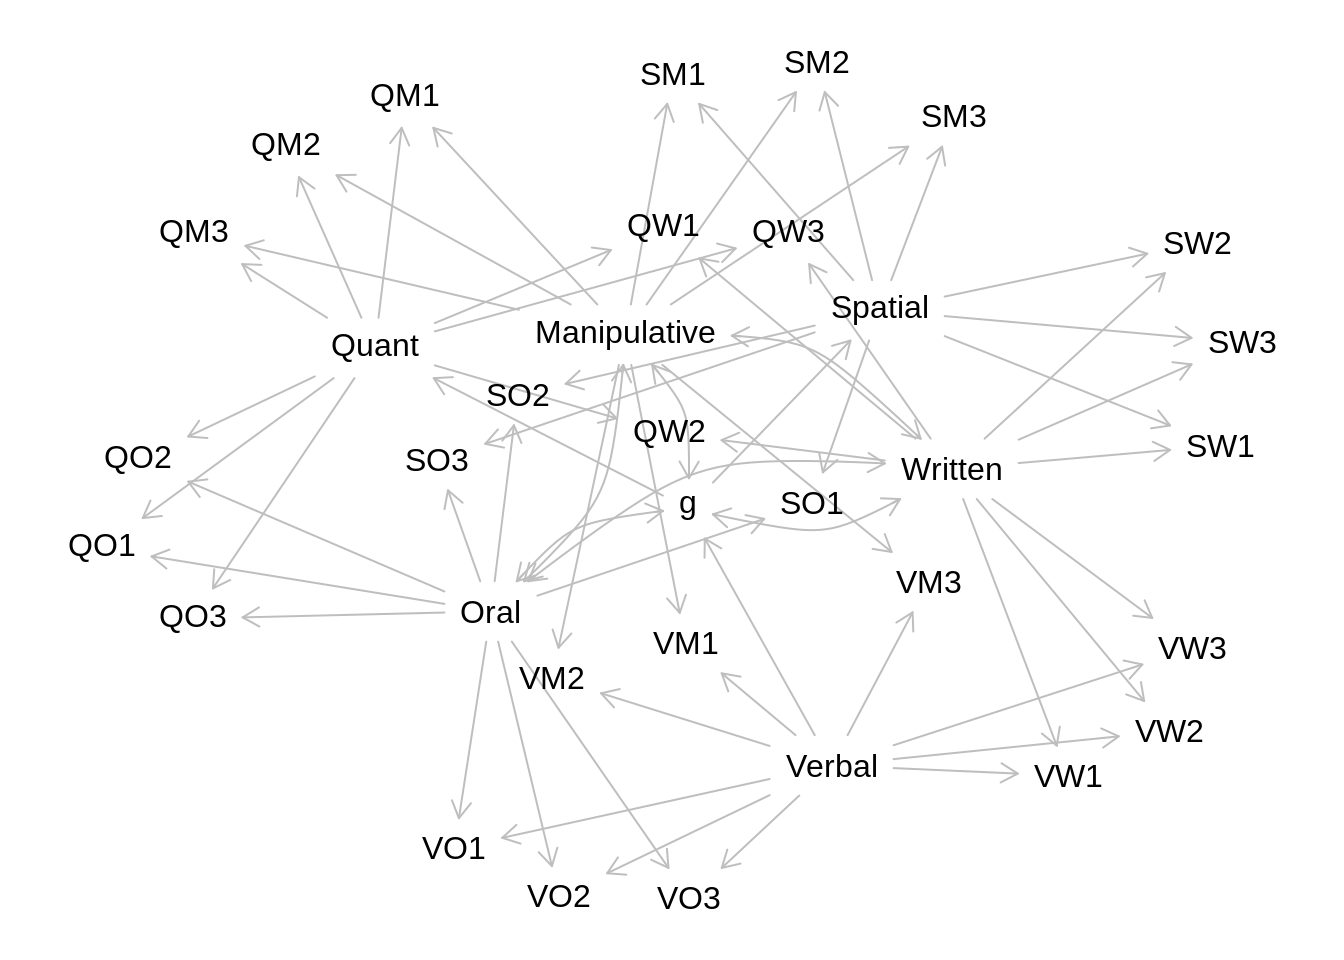 SM2
SM1
QM1
SM3
QM2
QW1
QM3
QW3
SW2
Spatial
Manipulative
SW3
Quant
SO2
QW2
SW1
QO2
SO3
Written
g
SO1
QO1
VM3
Oral
QO3
VM1
VW3
VM2
VW2
Verbal
VW1
VO1
VO2
VO3